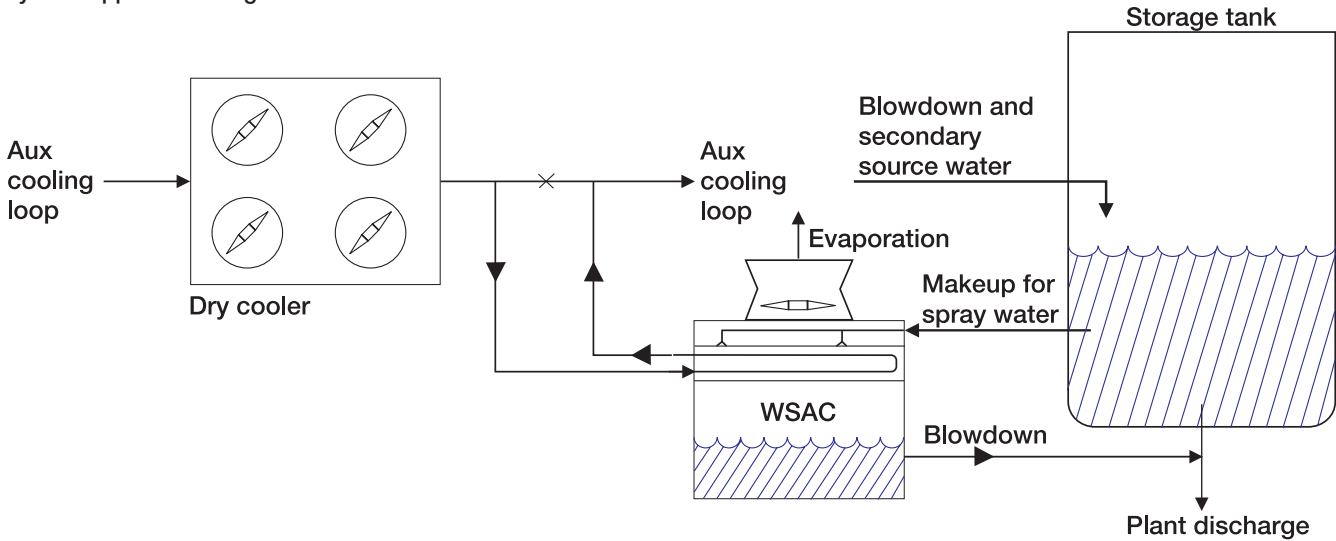 Storage tank
Blowdown and
secondary
source water
Aux
cooling
loop
Aux
cooling
loop
Evaporation
Makeup for
spray water
Dry cooler
WSAC
Blowdown
Plant discharge